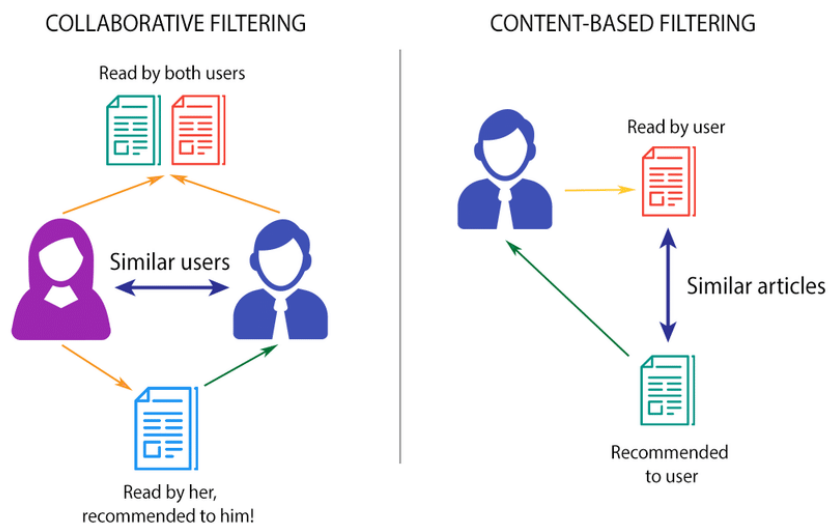 COLLABORATIVE FILTERING
Read by both users
Similar users
Read by her,
recommended to him!
CONTENT-BASED FILTERING
Read by user
Similar articles
Recommended
to user